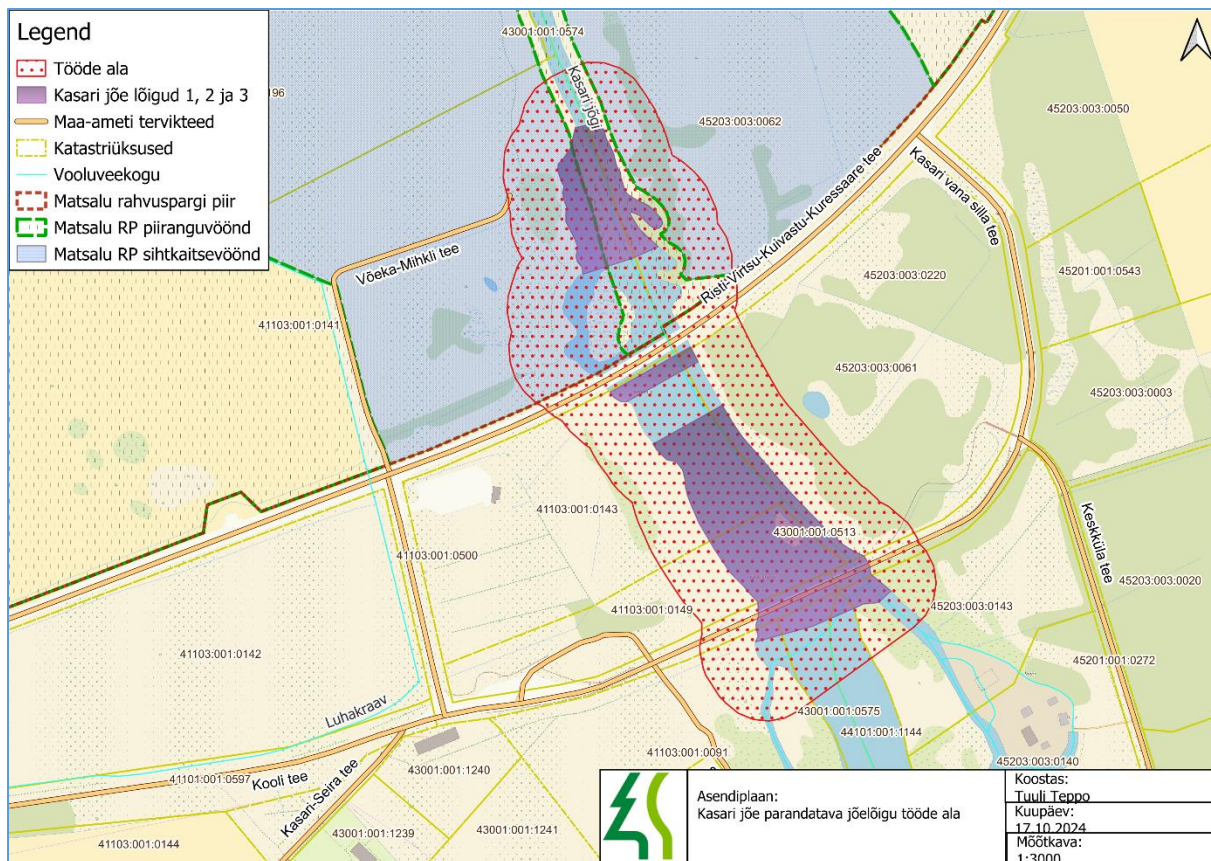 Legend
Tööde ala
Kasari jõe lõigud 1, 2 ja 3
Maa-ameti tervikteed
Katastriüksused
Vooluveekogu
Matsalu rahvuspargi piir
Matsalu RP piiranguvöönd
Matsalu RP sihtkaitsevöönd
43001:001:0574
196
Kasari jõgi
45203:003:0062
45203:003:0050
Kasari vana silla tee
Risti-Virtsu-Kuivastu-Kuressaare tee
Võeka-Mihkli tee
45203:003:0220
45201:001:0543
41103:001:0141
45203:003:0061
45203:003:0003
41103:001:0143
43001:001:0513
Keskküla tee
41103:001:0500
45203:003:0020
41103:001:0149
45203:003:0143
41103:001:0142
45201:001:0272
Luhakraav
43001:001:0575
44101:001:1144
41103:001:0091
45203:003:0140
41101:001:0597
Kooli tee
43001:001:1240
Kasari-Seira tee
43001:001:1239
43001:001:1241
41103:001:0144
Asendiplaan:
Kasari jõe parandatava jõelõigu tööde ala
Koostas:
Tuuli Teppo
Kuupäev:
17.10.2024
Mõõtkava:
1:3000